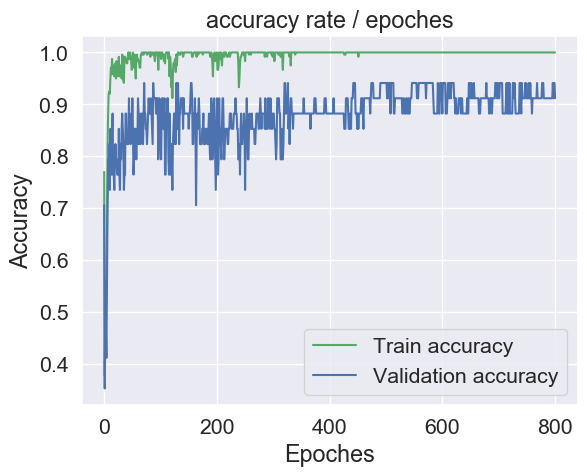 accuracy rate / epoches
1.0
0.9
0.8
0.7
0.6
0.5
0.4
Accuracy
Train accuracy
Validation accuracy
0 200 400 600 800
Epoches